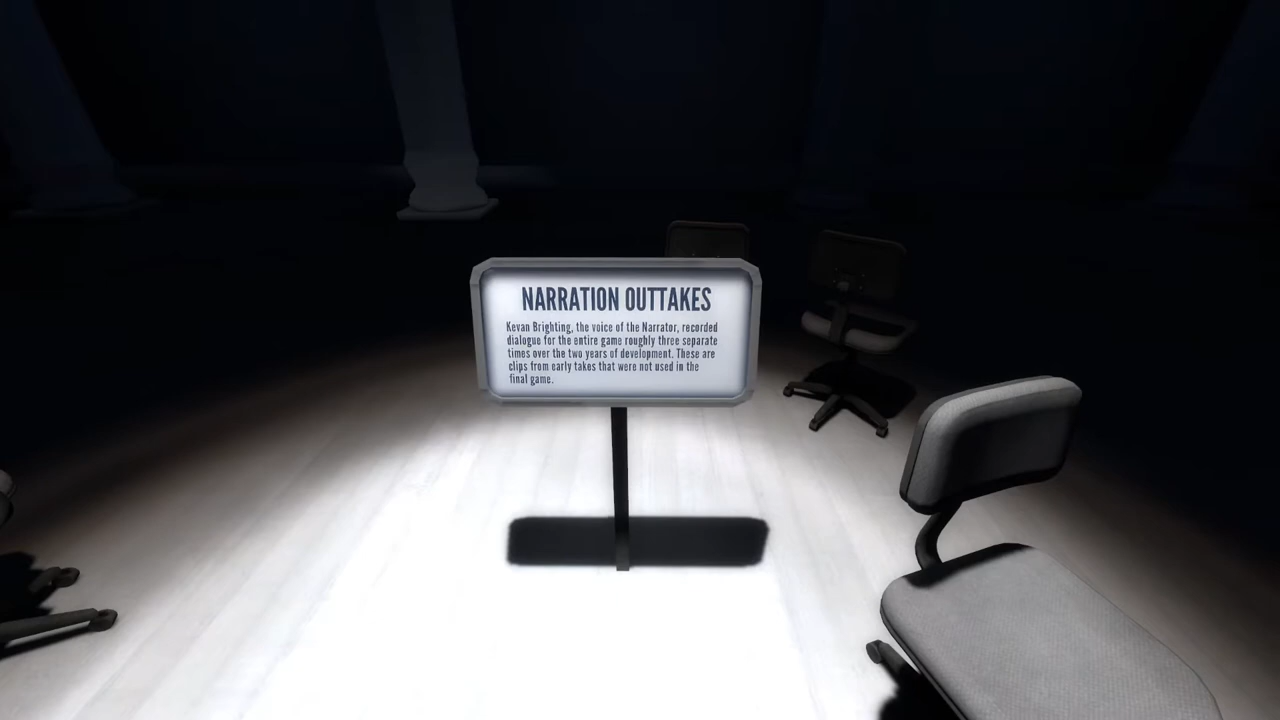 NARRATION OUTTAKES
Kevan Brighting, the voice of the Narrator, recorded
dialogue for the entire game roughly three separate
times over the two years of development. These are
clips from early takes that were not used in the
final game.